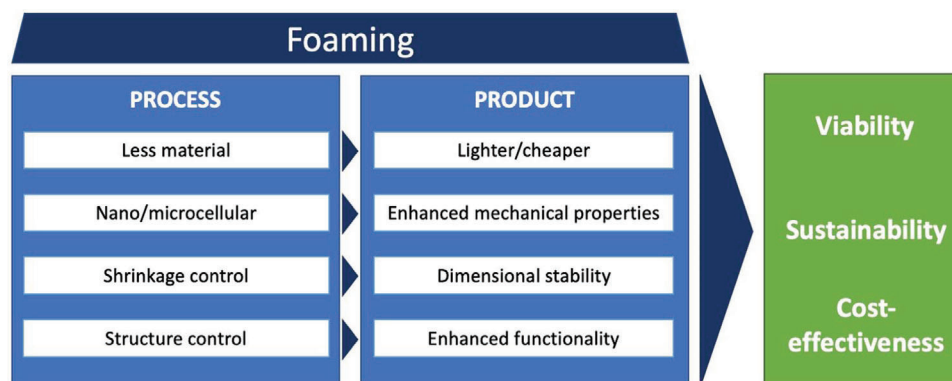 Foaming
PROCESS
Less material
Nano/microcellular
Shrinkage control
Structure control
PRODUCT
Lighter/cheaper
Enhanced mechanical properties
Dimensional stability
Enhanced functionality
Viability
Sustainability
Cost-
effectiveness